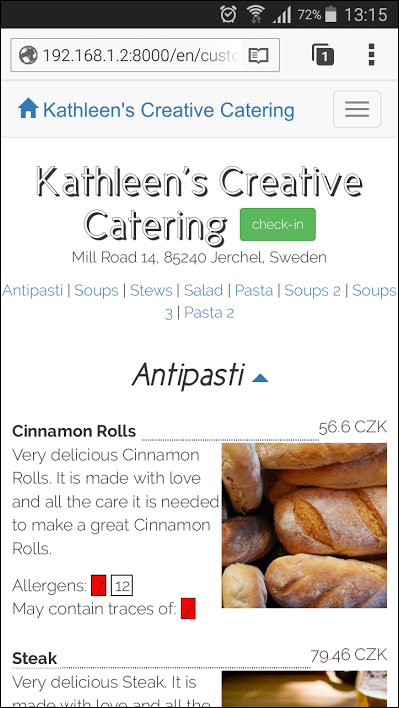 72% 13:15
192.168.1.2:8000/en/custo
1
Kathleen's Creative Catering
Kathleen's Creative
Catering check-in
Mill Road 14, 85240 Jerchel, Sweden
Antipasti | Soups | Stews | Salad | Pasta | Soups 2 | Soups
3 | Pasta 2
Antipasti
Cinnamon Rolls 56.6 CZK
Very delicious Cinnamon
Rolls. It is made with love
and all the care it is needed
to make a great Cinnamon
Rolls.
Allergens: 7 12
May contain traces of: 2
Steak 79.46 CZK
Very delicious Steak. It is
made with love and all the